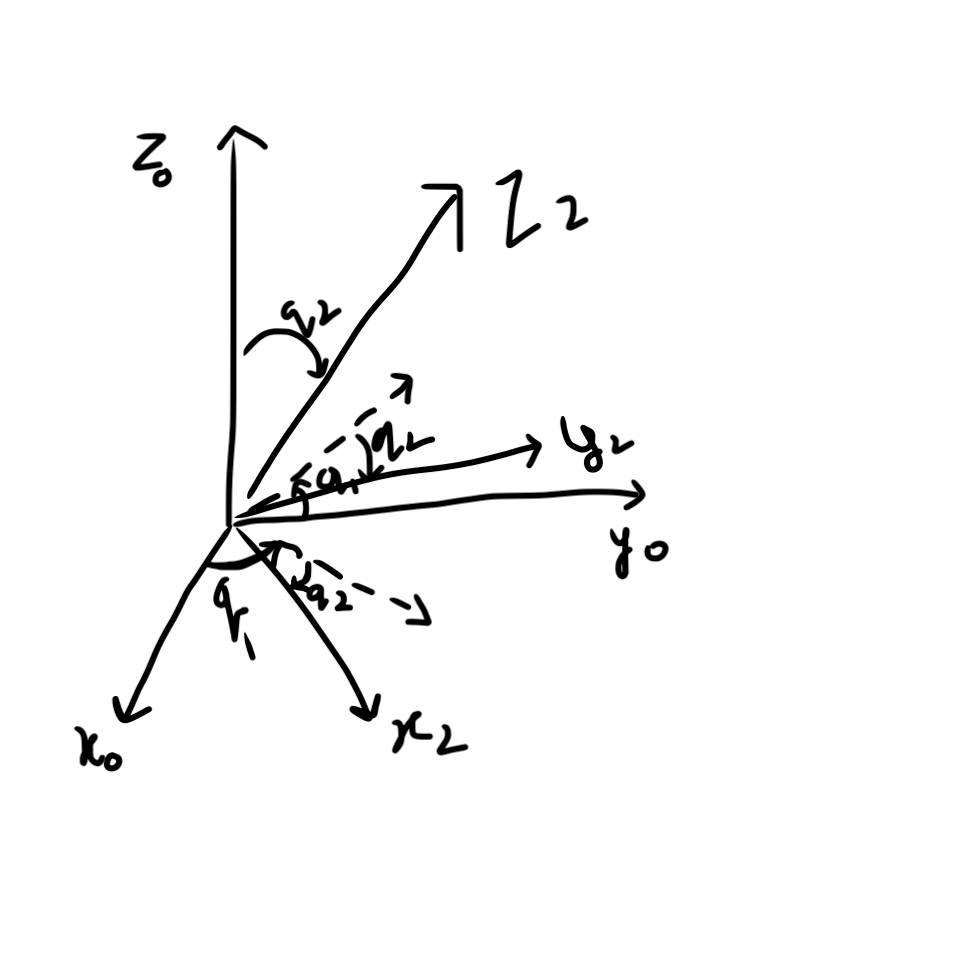 z₀
z₂
q₂
q₂
y₂
q₁
y₀
q₂
q₁
x₀
x₂